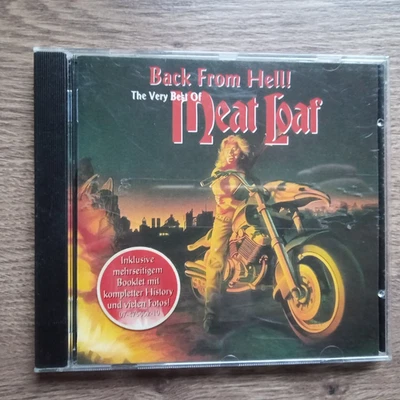 Back From Hell!
The Very Best Of
Meat Loaf
Inklusive
mehrseitigem
Booklet mit
kompletter History
und vielen Fotos!